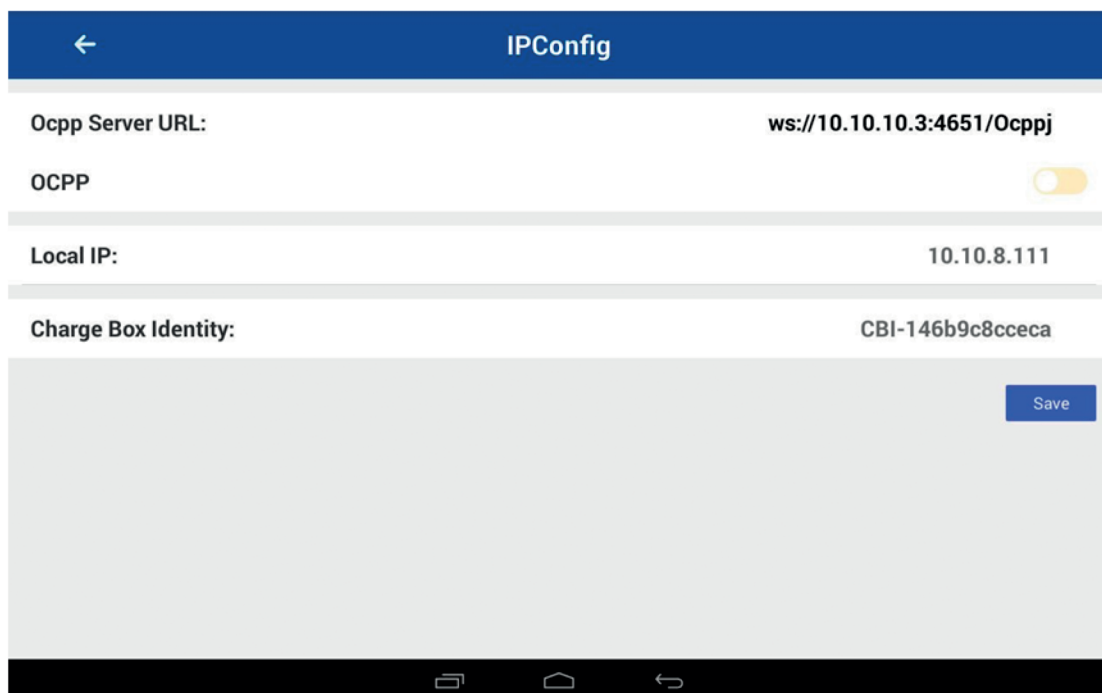 IPConfig
Ocpp Server URL: ws://10.10.10.3:4651/Ocppj
OCPP
Local IP: 10.10.8.111
Charge Box Identity: CBI-146b9c8cceca
Save